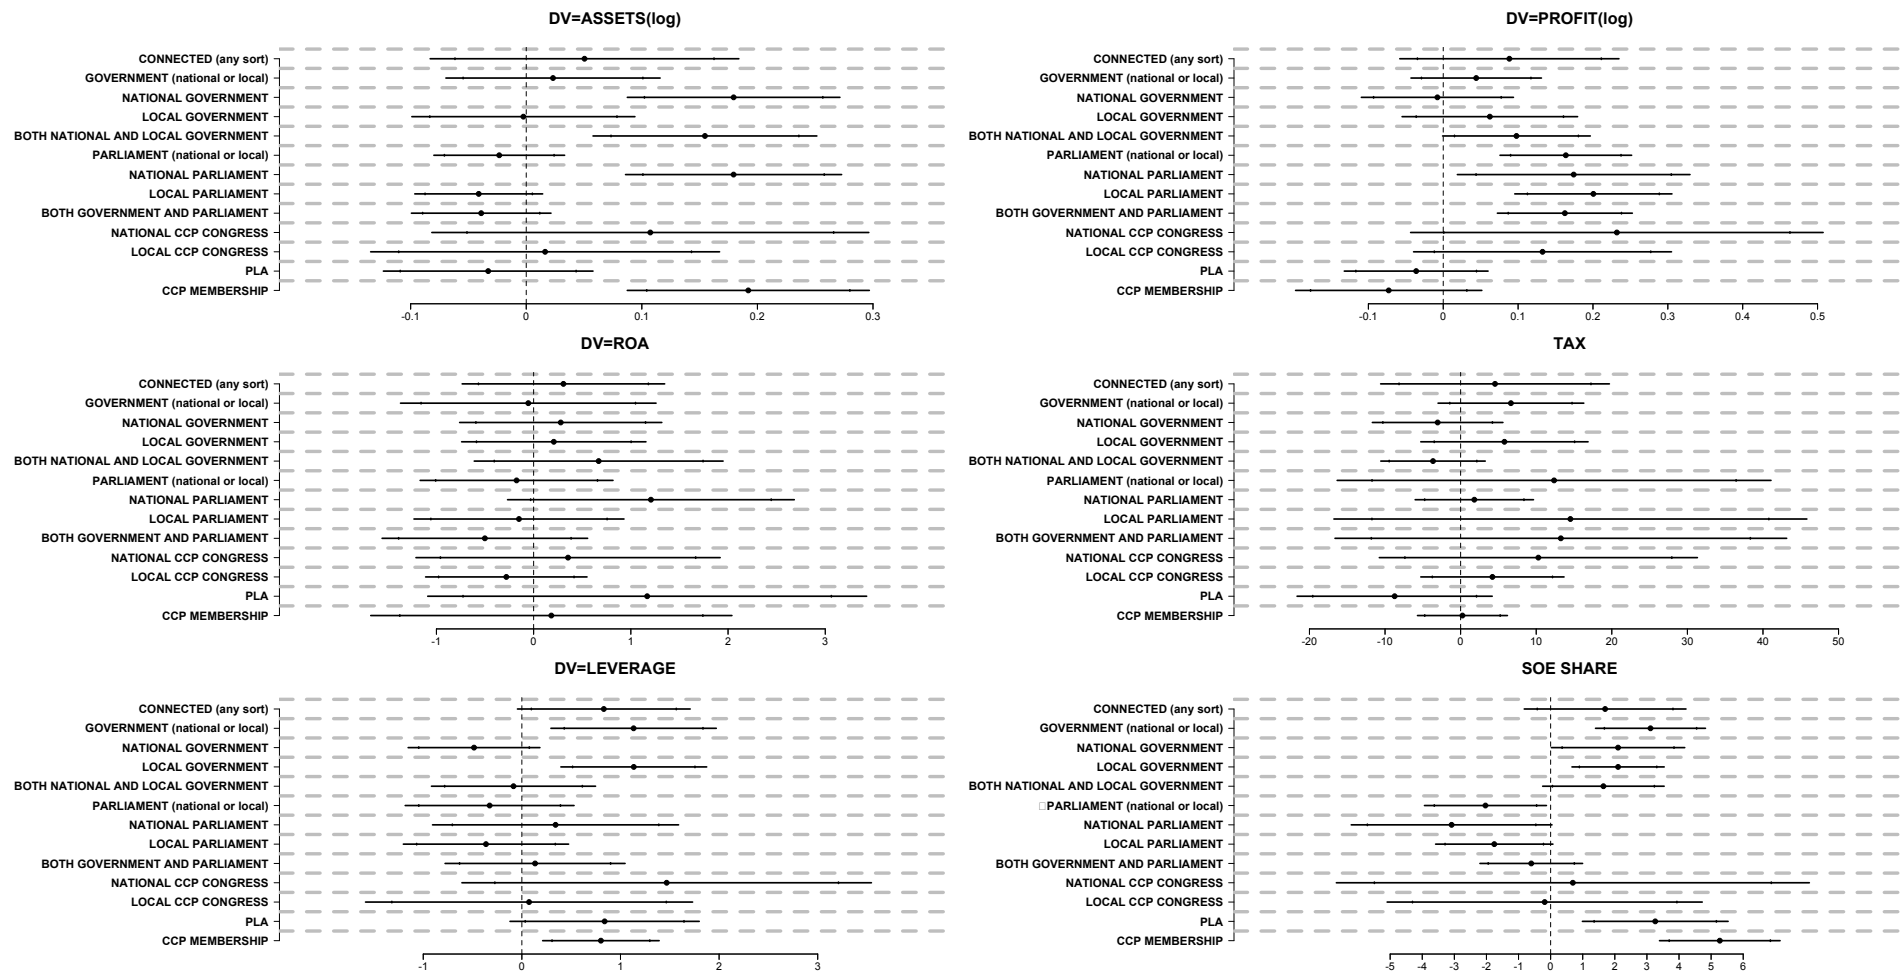 DV=ASSETS(log)
CONNECTED (any sort)
GOVERNMENT (national or local)
NATIONAL GOVERNMENT
LOCAL GOVERNMENT
BOTH NATIONAL AND LOCAL GOVERNMENT
PARLIAMENT (national or local)
NATIONAL PARLIAMENT
LOCAL PARLIAMENT
BOTH GOVERNMENT AND PARLIAMENT
NATIONAL CCP CONGRESS
LOCAL CCP CONGRESS
PLA
CCP MEMBERSHIP
-0.1 0 0.1 0.2 0.3
DV=PROFIT(log)
CONNECTED (any sort)
GOVERNMENT (national or local)
NATIONAL GOVERNMENT
LOCAL GOVERNMENT
BOTH NATIONAL AND LOCAL GOVERNMENT
PARLIAMENT (national or local)
NATIONAL PARLIAMENT
LOCAL PARLIAMENT
BOTH GOVERNMENT AND PARLIAMENT
NATIONAL CCP CONGRESS
LOCAL CCP CONGRESS
PLA
CCP MEMBERSHIP
-0.1 0 0.1 0.2 0.3 0.4 0.5
DV=ROA
CONNECTED (any sort)
GOVERNMENT (national or local)
NATIONAL GOVERNMENT
LOCAL GOVERNMENT
BOTH NATIONAL AND LOCAL GOVERNMENT
PARLIAMENT (national or local)
NATIONAL PARLIAMENT
LOCAL PARLIAMENT
BOTH GOVERNMENT AND PARLIAMENT
NATIONAL CCP CONGRESS
LOCAL CCP CONGRESS
PLA
CCP MEMBERSHIP
-1 0 1 2 3
TAX
CONNECTED (any sort)
GOVERNMENT (national or local)
NATIONAL GOVERNMENT
LOCAL GOVERNMENT
BOTH NATIONAL AND LOCAL GOVERNMENT
PARLIAMENT (national or local)
NATIONAL PARLIAMENT
LOCAL PARLIAMENT
BOTH GOVERNMENT AND PARLIAMENT
NATIONAL CCP CONGRESS
LOCAL CCP CONGRESS
PLA
CCP MEMBERSHIP
-20 -10 0 10 20 30 40 50
DV=LEVERAGE
CONNECTED (any sort)
GOVERNMENT (national or local)
NATIONAL GOVERNMENT
LOCAL GOVERNMENT
BOTH NATIONAL AND LOCAL GOVERNMENT
PARLIAMENT (national or local)
NATIONAL PARLIAMENT
LOCAL PARLIAMENT
BOTH GOVERNMENT AND PARLIAMENT
NATIONAL CCP CONGRESS
LOCAL CCP CONGRESS
PLA
CCP MEMBERSHIP
-1 0 1 2 3
SOE SHARE
CONNECTED (any sort)
GOVERNMENT (national or local)
NATIONAL GOVERNMENT
LOCAL GOVERNMENT
BOTH NATIONAL AND LOCAL GOVERNMENT
PARLIAMENT (national or local)
NATIONAL PARLIAMENT
LOCAL PARLIAMENT
BOTH GOVERNMENT AND PARLIAMENT
NATIONAL CCP CONGRESS
LOCAL CCP CONGRESS
PLA
CCP MEMBERSHIP
-5 -4 -3 -2 -1 0 1 2 3 4 5 6